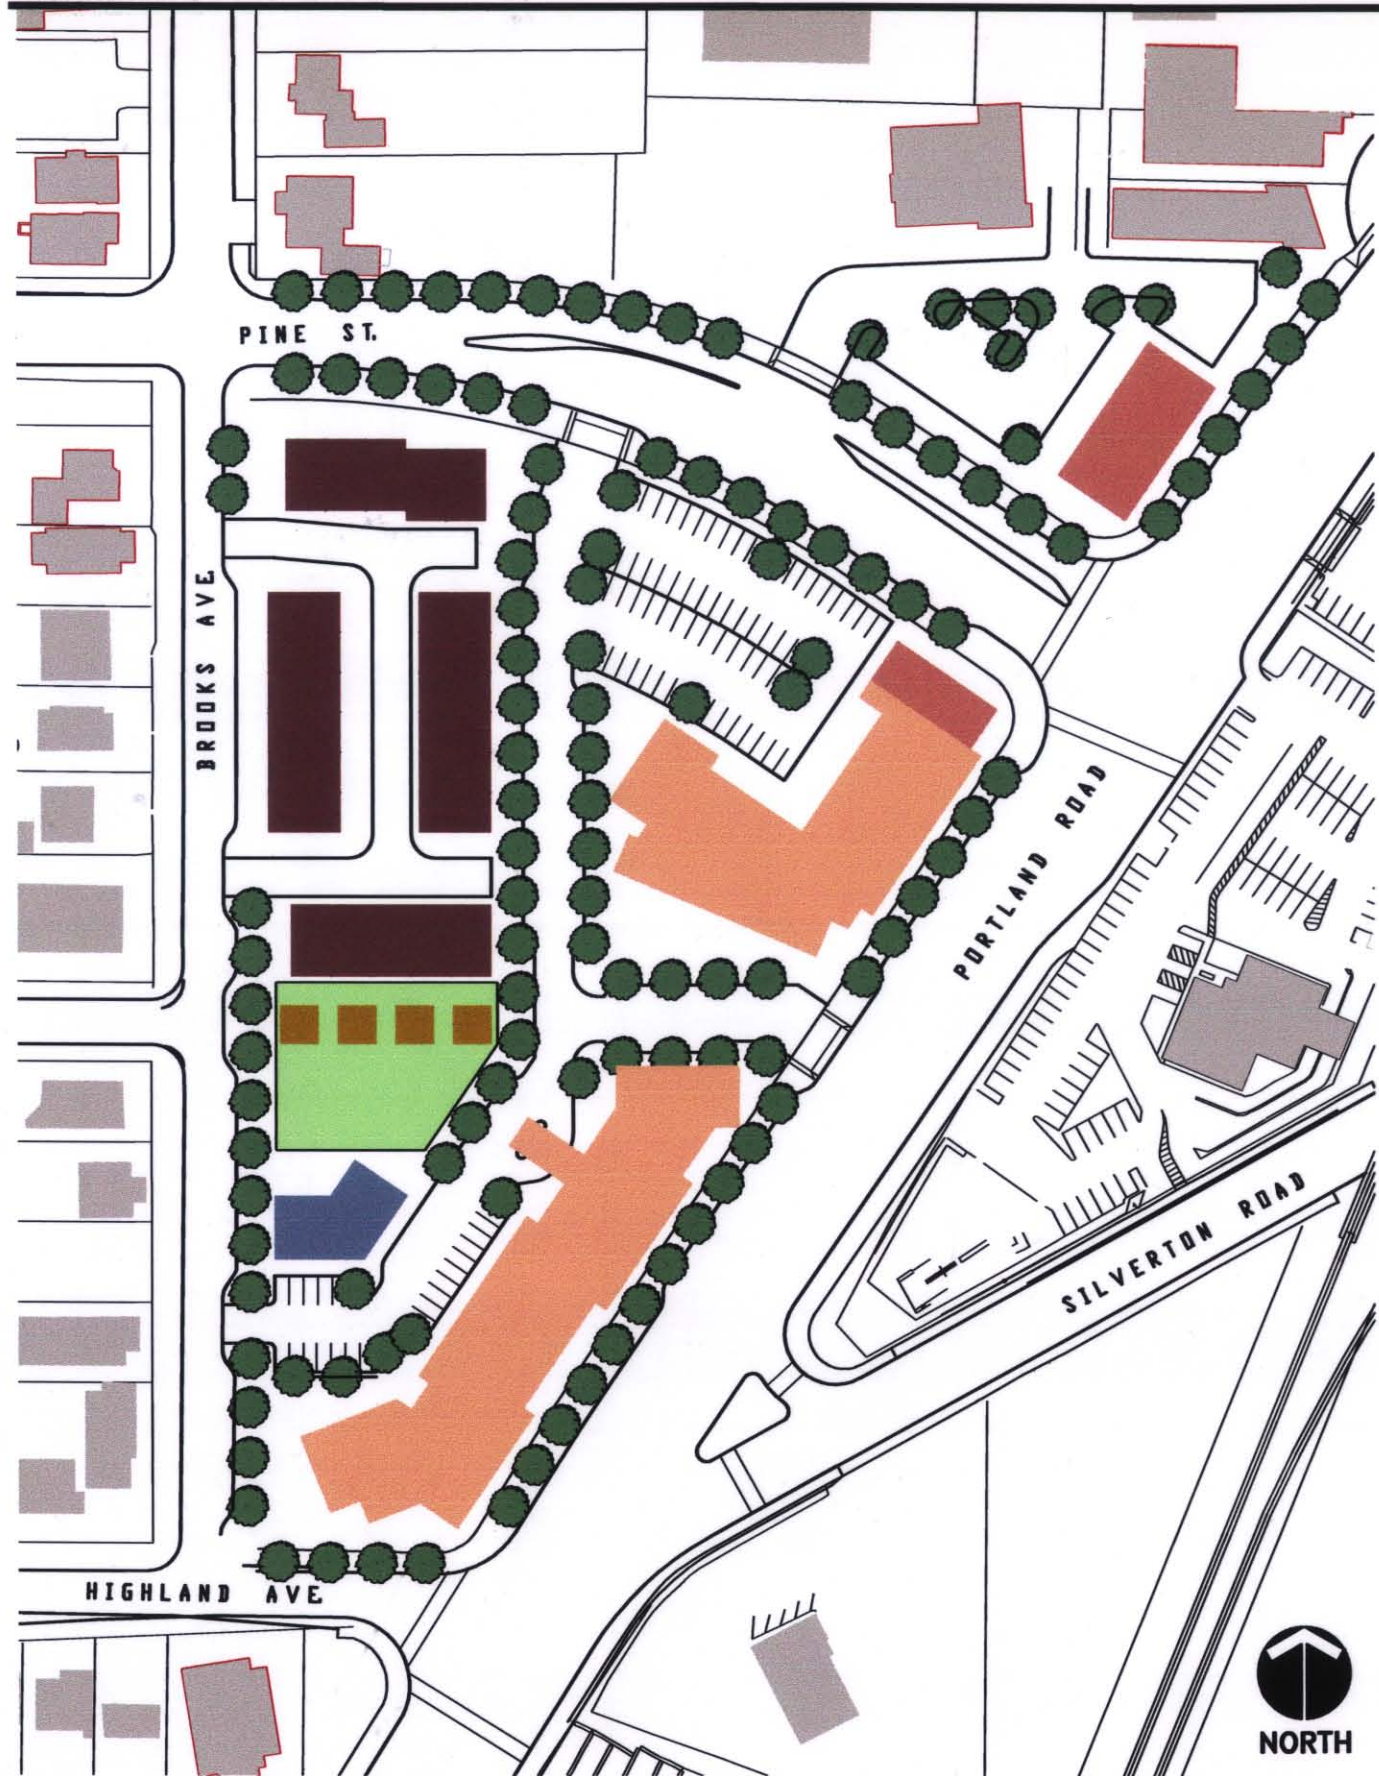 PINE ST.
BROOKS AVE.
PORTLAND ROAD
SILVERTON ROAD
HIGHLAND AVE.
NORTH